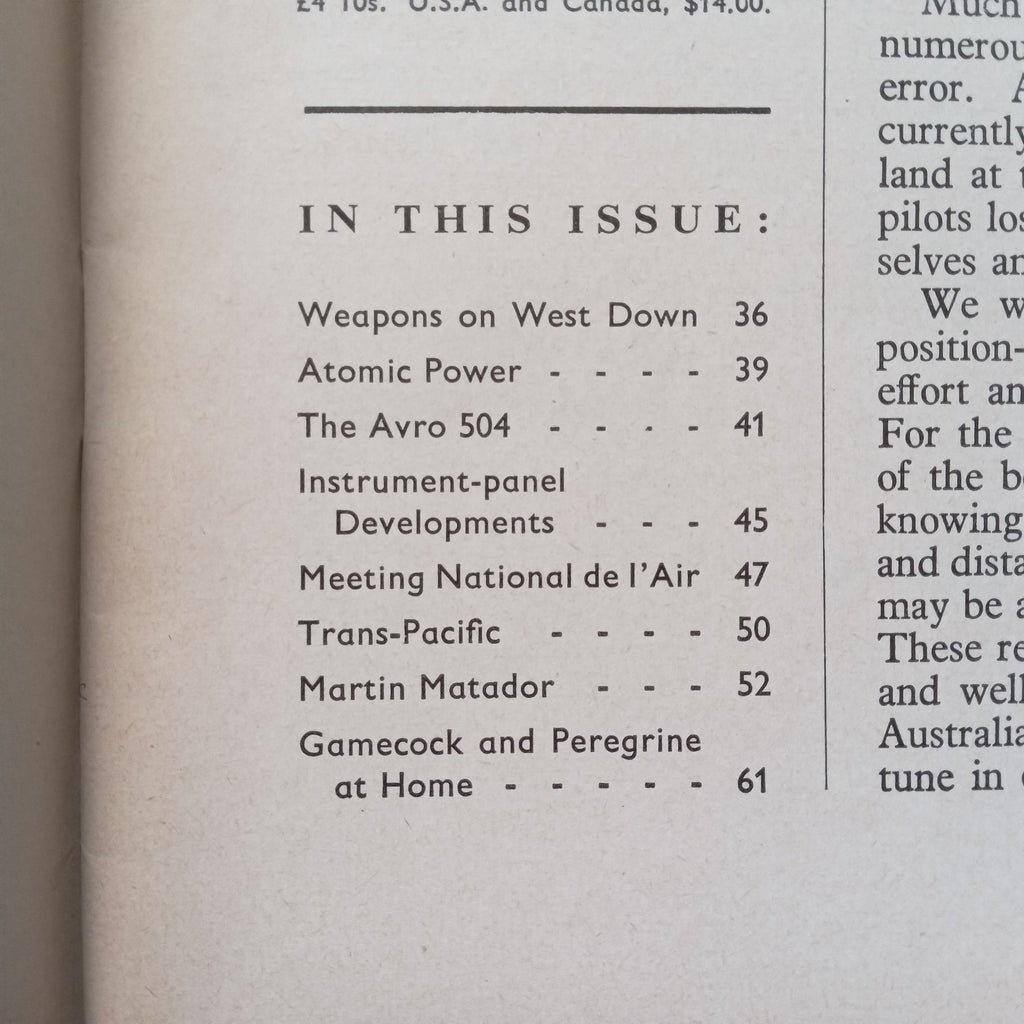 £4 10s. U.S.A. and Canada, $14.00.
IN THIS ISSUE:
Weapons on West Down 36
Atomic Power - - - - 39
The Avro 504 - - - - 41
Instrument-panel
Developments - - - 45
Meeting National de l'Air 47
Trans-Pacific - - - - 50
Martin Matador - - - 52
Gamecock and Peregrine
at Home - - - - - 61
Much
numerou
error. A
currently
land at t
pilots los
selves an
We w
position-
effort an
For the
of the b
knowing
and dista
may be a
These re
and well
Australia
tune in